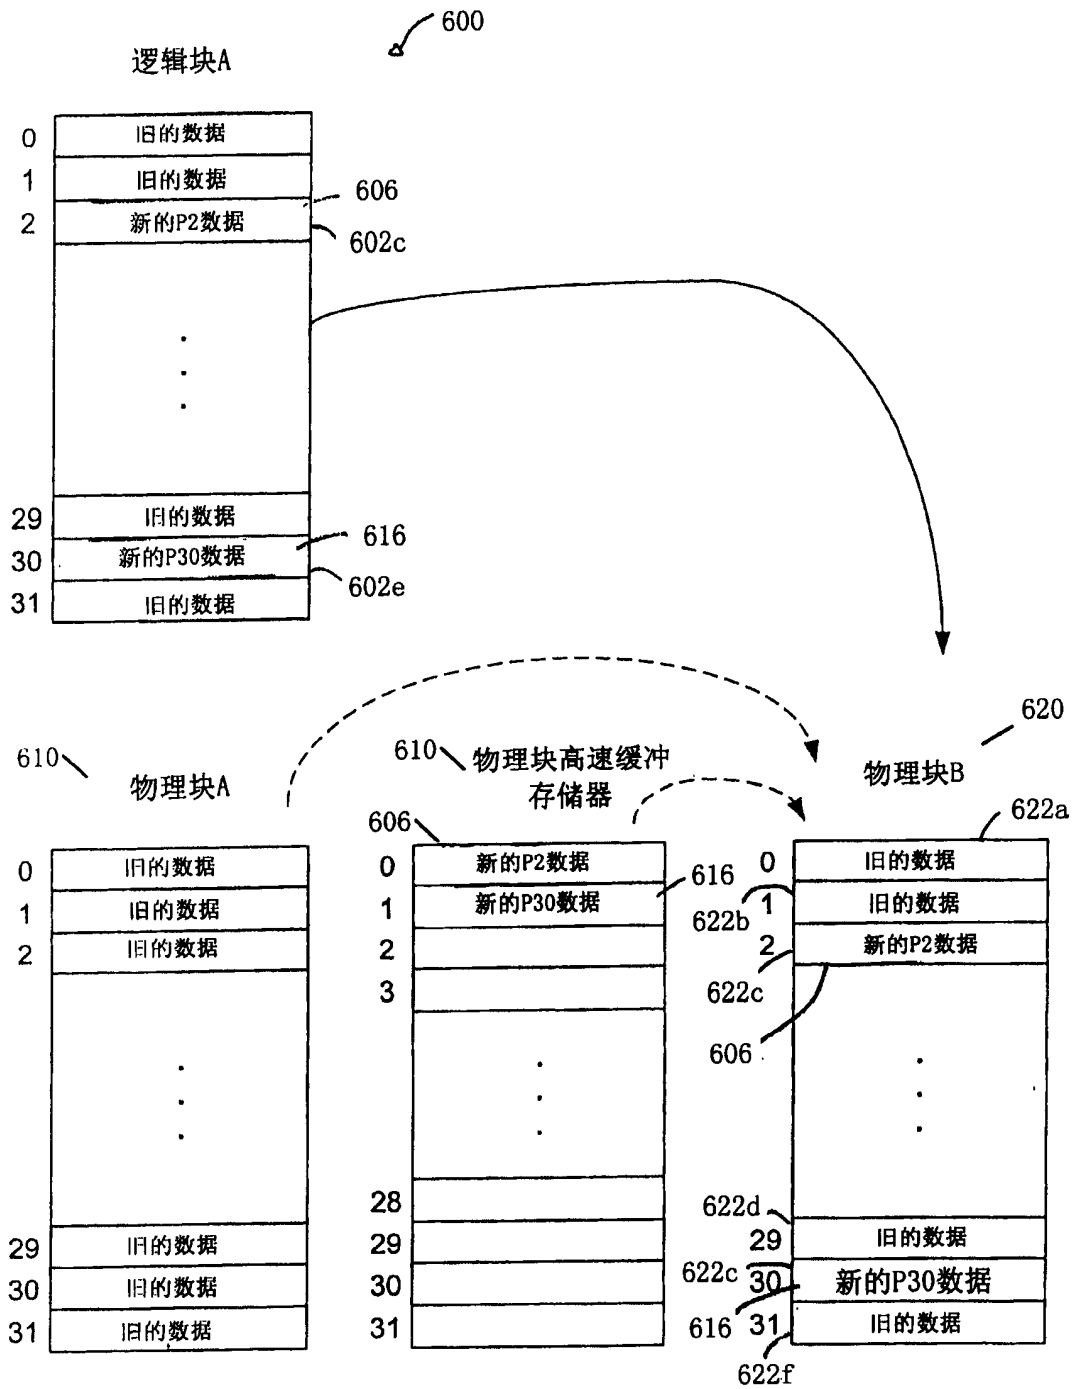 600
逻辑块A
0 旧的数据
1 旧的数据
606
2 新的P2数据
602c
29 旧的数据
616
30 新的P30数据
602e
31 旧的数据
620
610
物理块A
610
物理块高速缓冲
存储器
物理块B
622a
606
0 旧的数据
1 旧的数据
2 旧的数据
29 旧的数据
30 旧的数据
31 旧的数据
0 新的P2数据
1 新的P30数据
616
2
3
28
29
30
31
0 旧的数据
622b
1 旧的数据
2 新的P2数据
622c
606
622d
29 旧的数据
622c
30 新的P30数据
616
31 旧的数据
622f